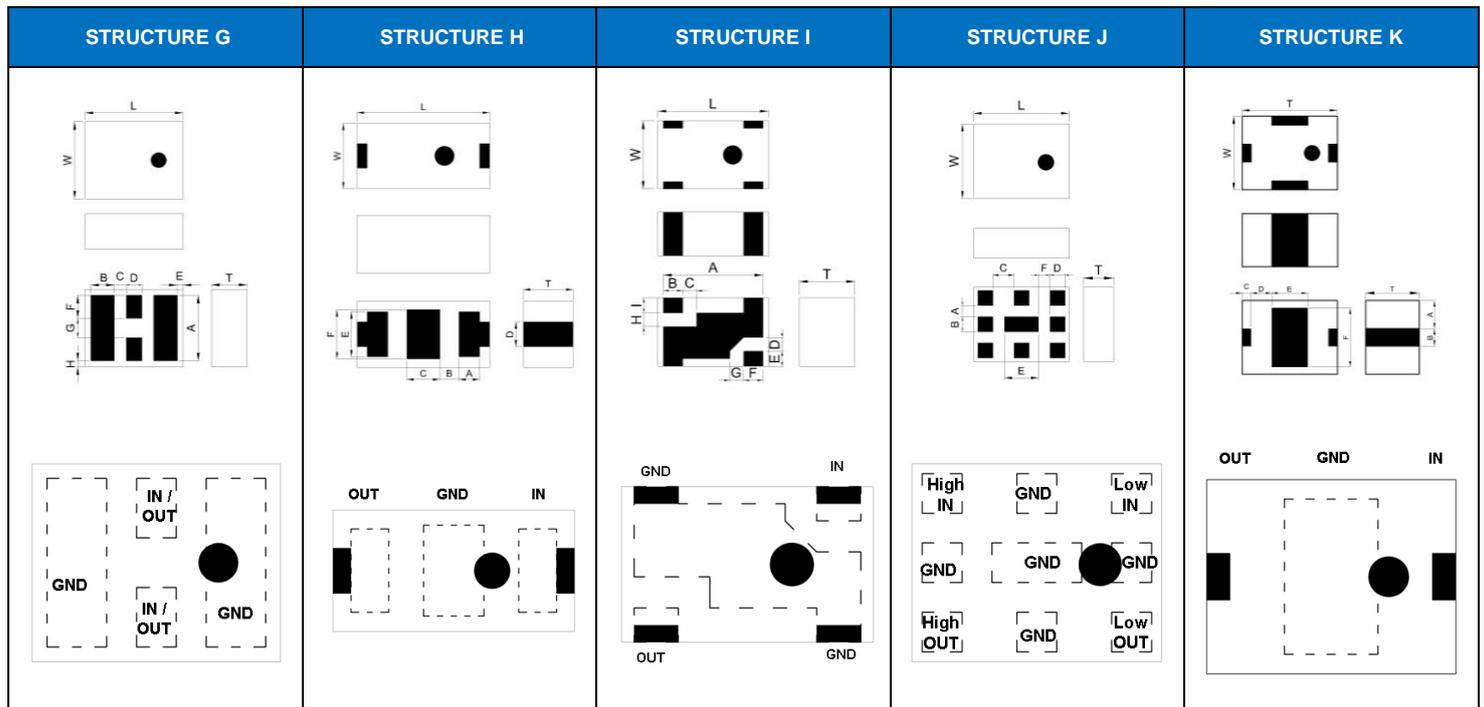 STRUCTURE G STRUCTURE H STRUCTURE I STRUCTURE J STRUCTURE K
L
W
B C D E T
F
G
H
A
L
W
T
F
E
D
C B A
L
W
A
B C
T
I
H
D
E
G F
L
W
C F D T
A
B
E
T
W
C D E T
F
A
B
IN /
OUT
GND
IN /
OUT
GND
OUT GND IN
GND IN
OUT GND
High
IN
GND
Low
IN
GND GND GND
High
OUT
GND
Low
OUT
OUT GND IN